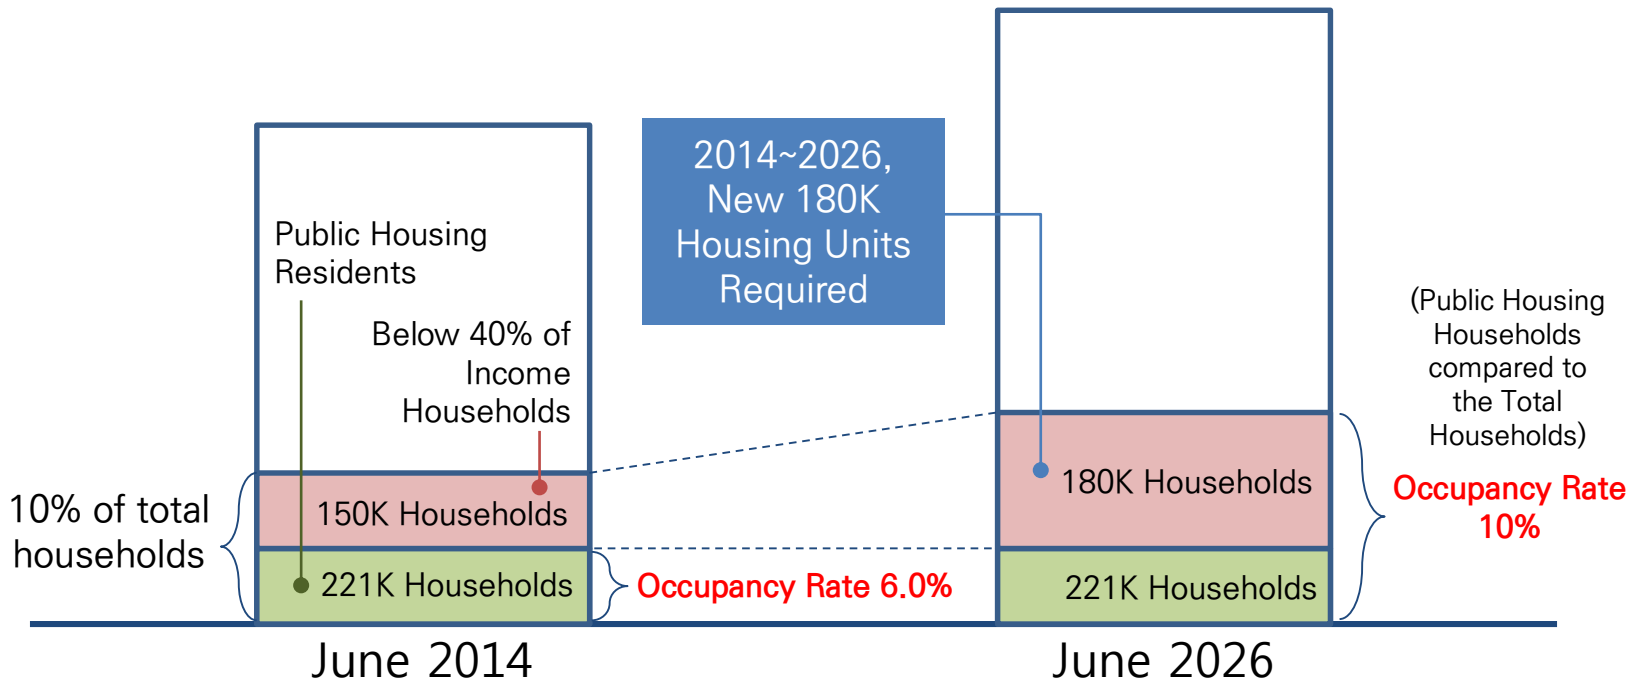 2014~2026,
New 180K
Housing Units
Required
Public Housing
Residents
Below 40% of
Income
Households
10% of total
households
150K Households
221K Households
Occupancy Rate 6.0%
180K Households
221K Households
(Public Housing
Households
compared to
the Total
Households)
Occupancy Rate
10%
June 2014
June 2026